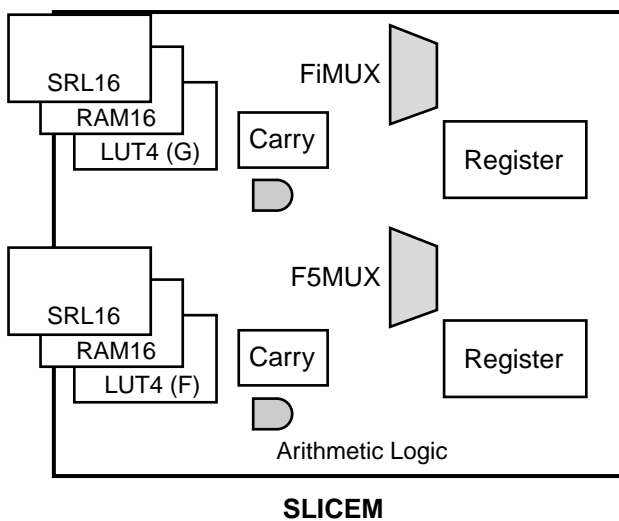 SRL16
RAM16
LUT4 (G)
Carry
FiMUX
Register
SRL16
RAM16
LUT4 (F)
Carry
F5MUX
Register
Arithmetic Logic
SLICEM